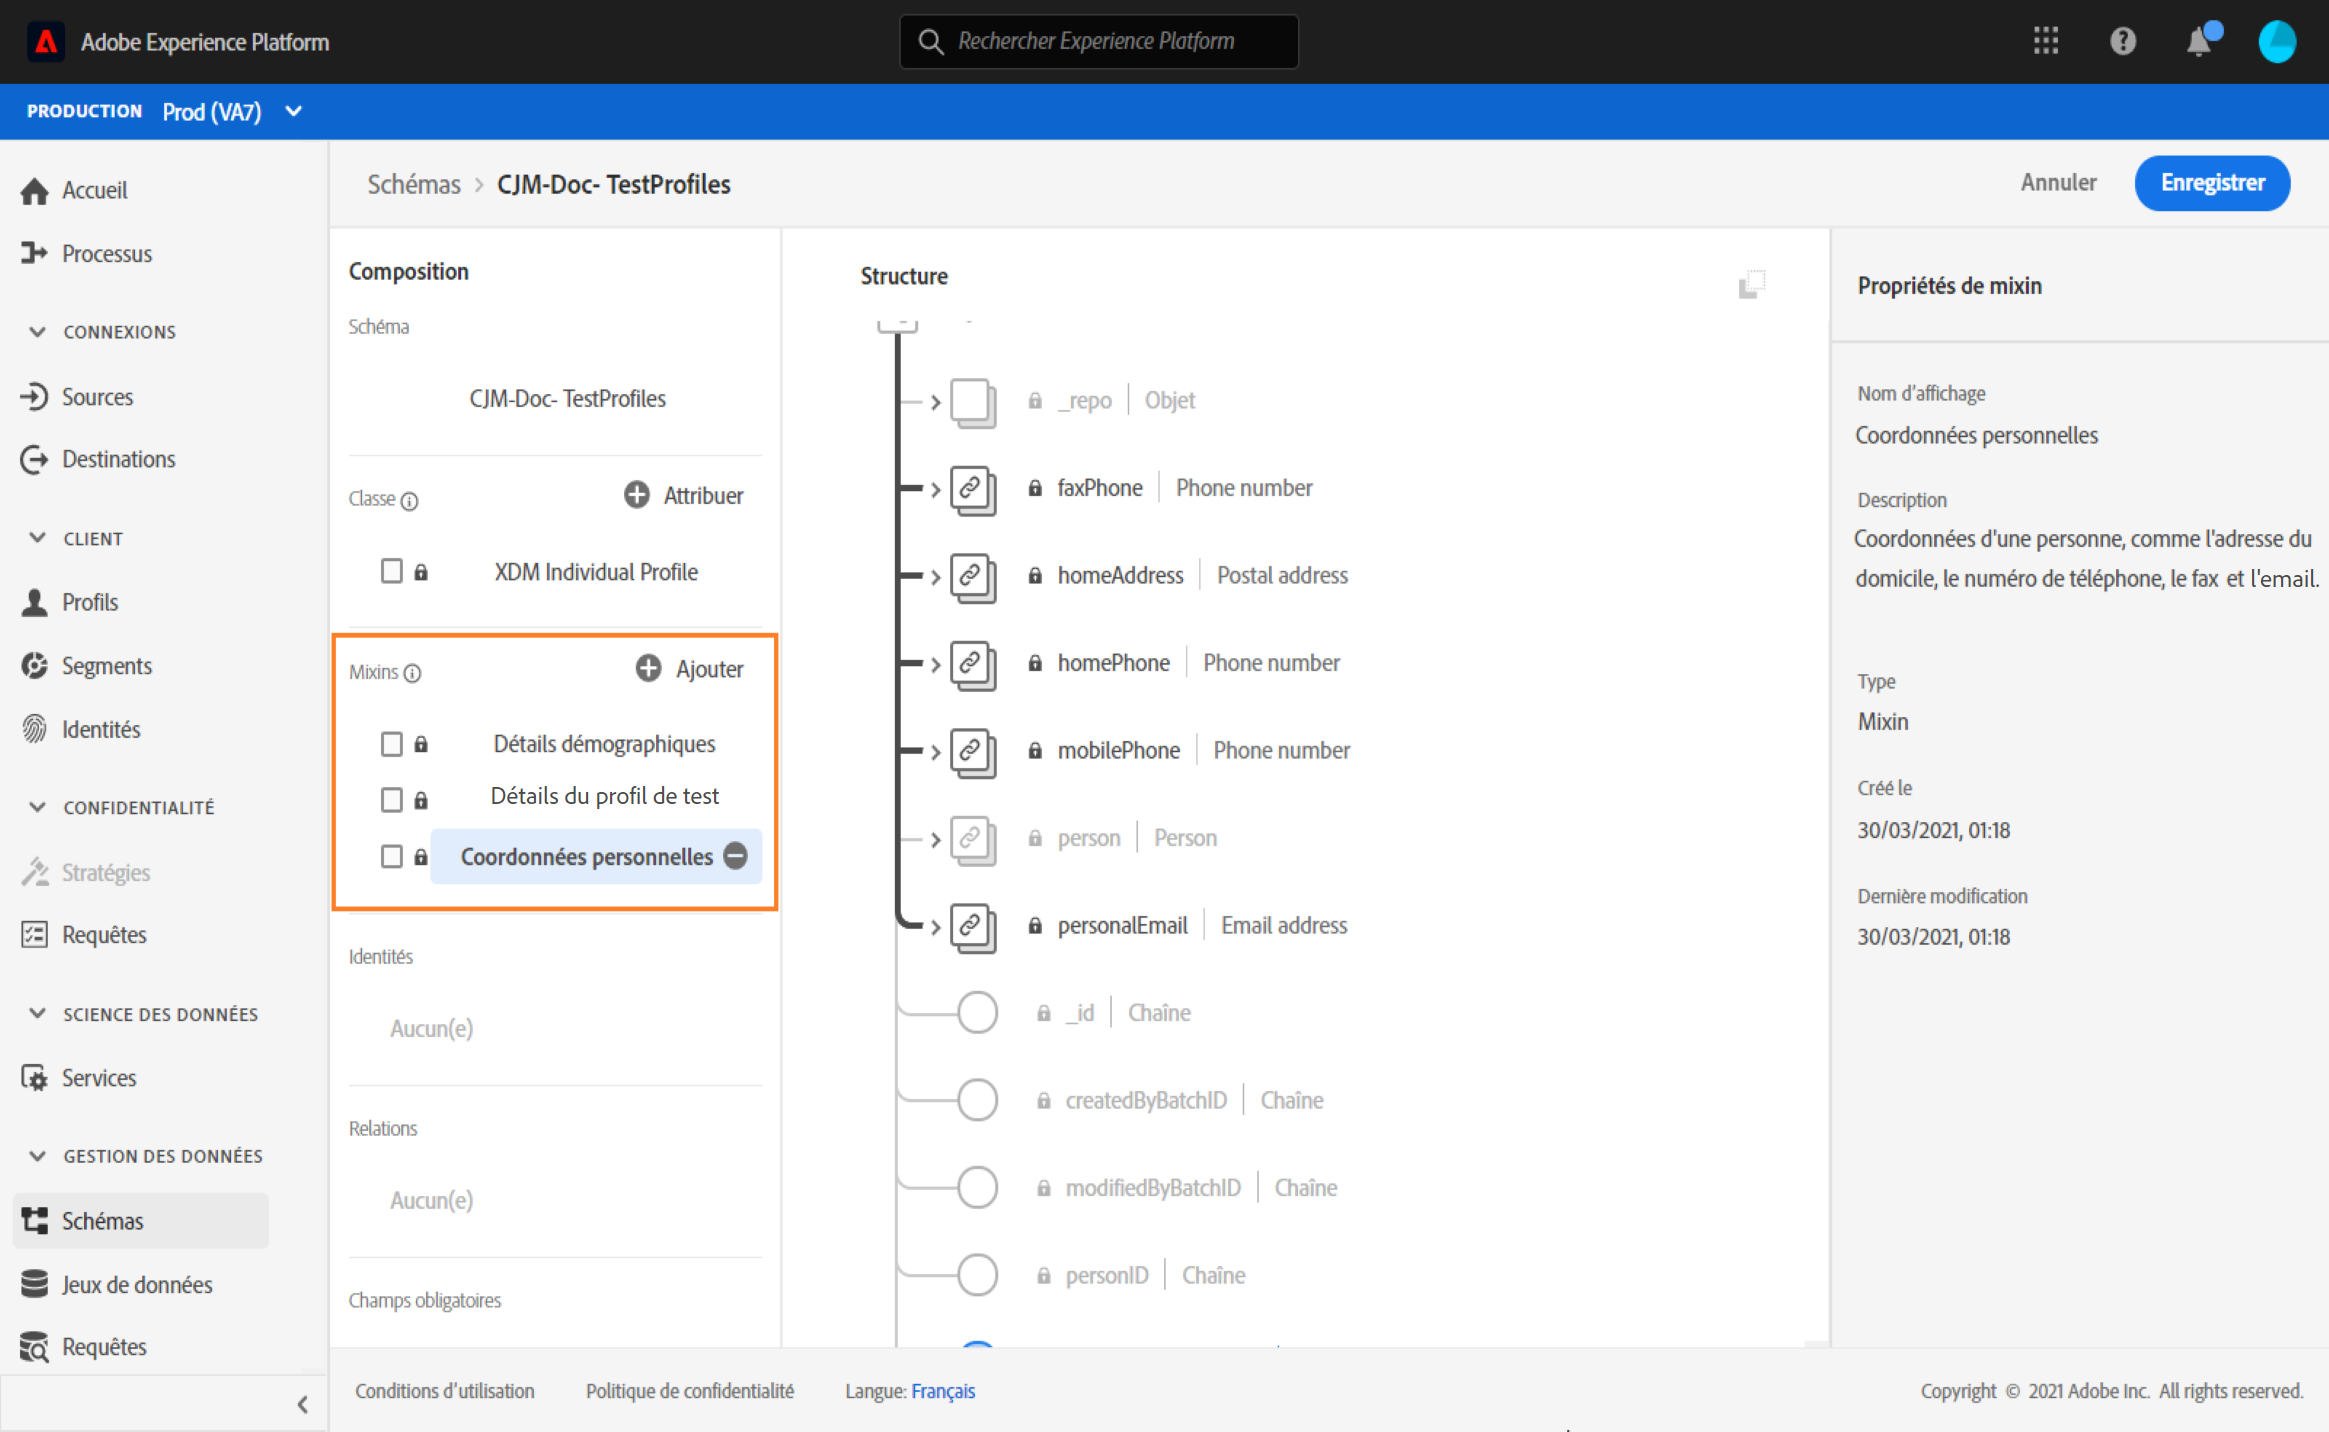 Adobe Experience Platform
Rechercher Experience Platform
PRODUCTION Prod (VA7)
Accueil
Processus
CONNEXIONS
Sources
Destinations
CLIENT
Profils
Segments
Identités
CONFIDENTIALITÉ
Stratégies
Requêtes
SCIENCE DES DONNÉES
Services
GESTION DES DONNÉES
Schémas
Jeux de données
Requêtes
Schémas > CJM-Doc- TestProfiles
Annuler
Enregistrer
Composition
Schéma
CJM-Doc- TestProfiles
Classe
Attribuer
XDM Individual Profile
Mixins
Ajouter
Détails démographiques
Détails du profil de test
Coordonnées personnelles
Identités
Aucun(e)
Relations
Aucun(e)
Champs obligatoires
Structure
_repo | Objet
faxPhone | Phone number
homeAddress | Postal address
homePhone | Phone number
mobilePhone | Phone number
person | Person
personalEmail | Email address
_id | Chaîne
createdByBatchID | Chaîne
modifiedByBatchID | Chaîne
personID | Chaîne
Propriétés de mixin
Nom d'affichage
Coordonnées personnelles
Description
Coordonnées d'une personne, comme l'adresse du
domicile, le numéro de téléphone, le fax et l'email.
Type
Mixin
Créé le
30/03/2021, 01:18
Dernière modification
30/03/2021, 01:18
Conditions d'utilisation
Politique de confidentialité
Langue: Français
Copyright © 2021 Adobe Inc. All rights reserved.